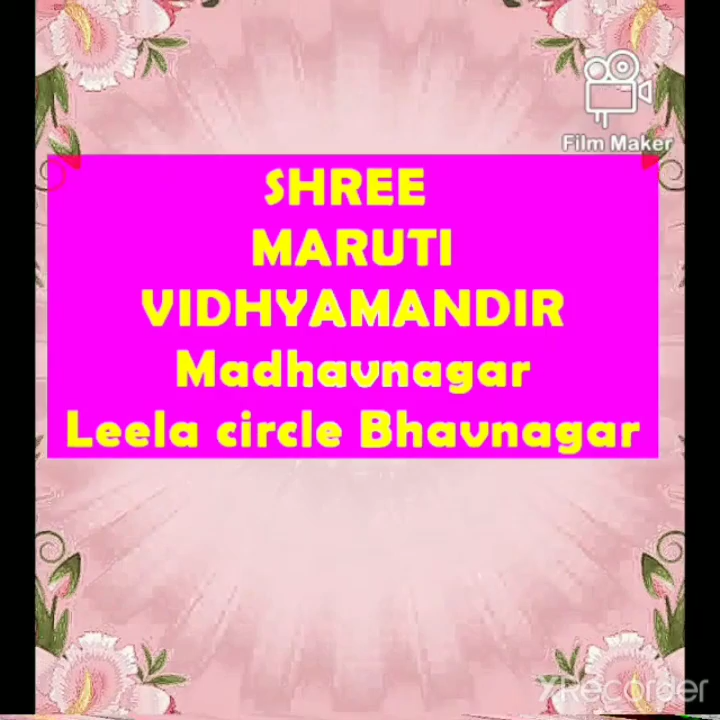 Film Maker
SHREE
MARUTI
VIDHYAMANDIR
Madhavnagar
Leela circle Bhavnagar
XRecorder